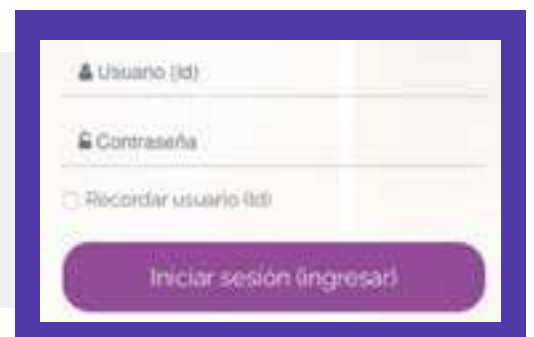 Usuario (Id)
Contraseña
Recordar usuario (Id)
Iniciar sesión (ingresar)